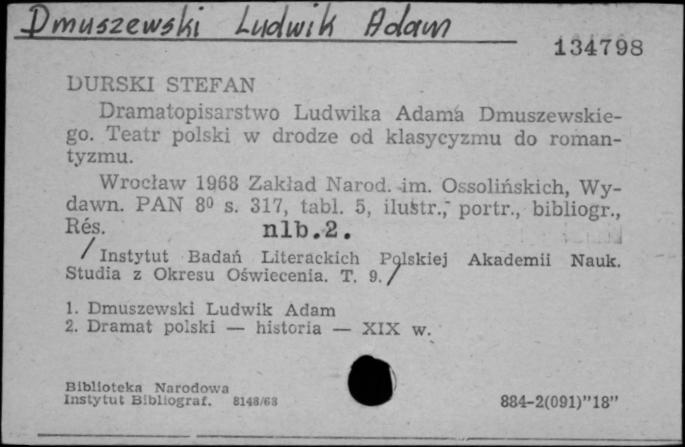 Dmuszewski Ludwik Adam
134798
DURSKI STEFAN
Dramatopisarstwo Ludwika Adama Dmuszewskie-
go. Teatr polski w drodze od klasycyzmu do roman-
tyzmu.
Wrocław 1968 Zakład Narod. im. Ossolińskich, Wy-
dawn. PAN 8⁰ s. 317, tabl. 5, ilustr., portr., bibliogr.,
Rés. nlb.2.
/ Instytut Badań Literackich Polskiej Akademii Nauk.
Studia z Okresu Oświecenia. T. 9. /
1. Dmuszewski Ludwik Adam
2. Dramat polski — historia — XIX w.
Biblioteka Narodowa
Instytut Bibliograf. 8148/68
884-2(091)"18"